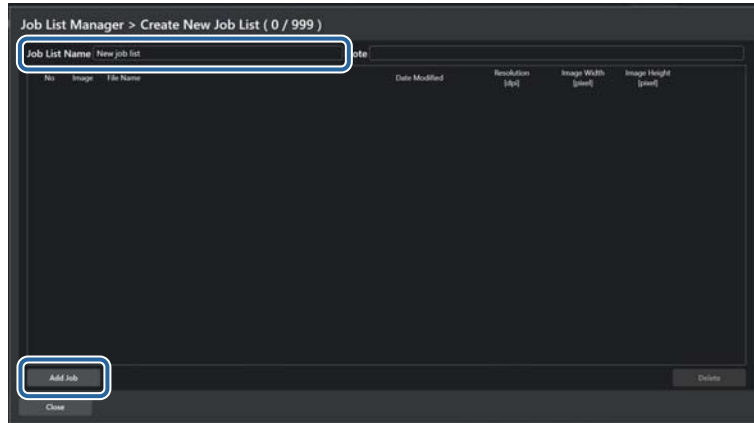 Job List Manager > Create New Job List ( 0 / 999 )
Job List Name New job list ote
No Image File Name Date Modified Resolution [dpi] Image Width [pixel] Image Height [pixel]
Add Job Delete
Close